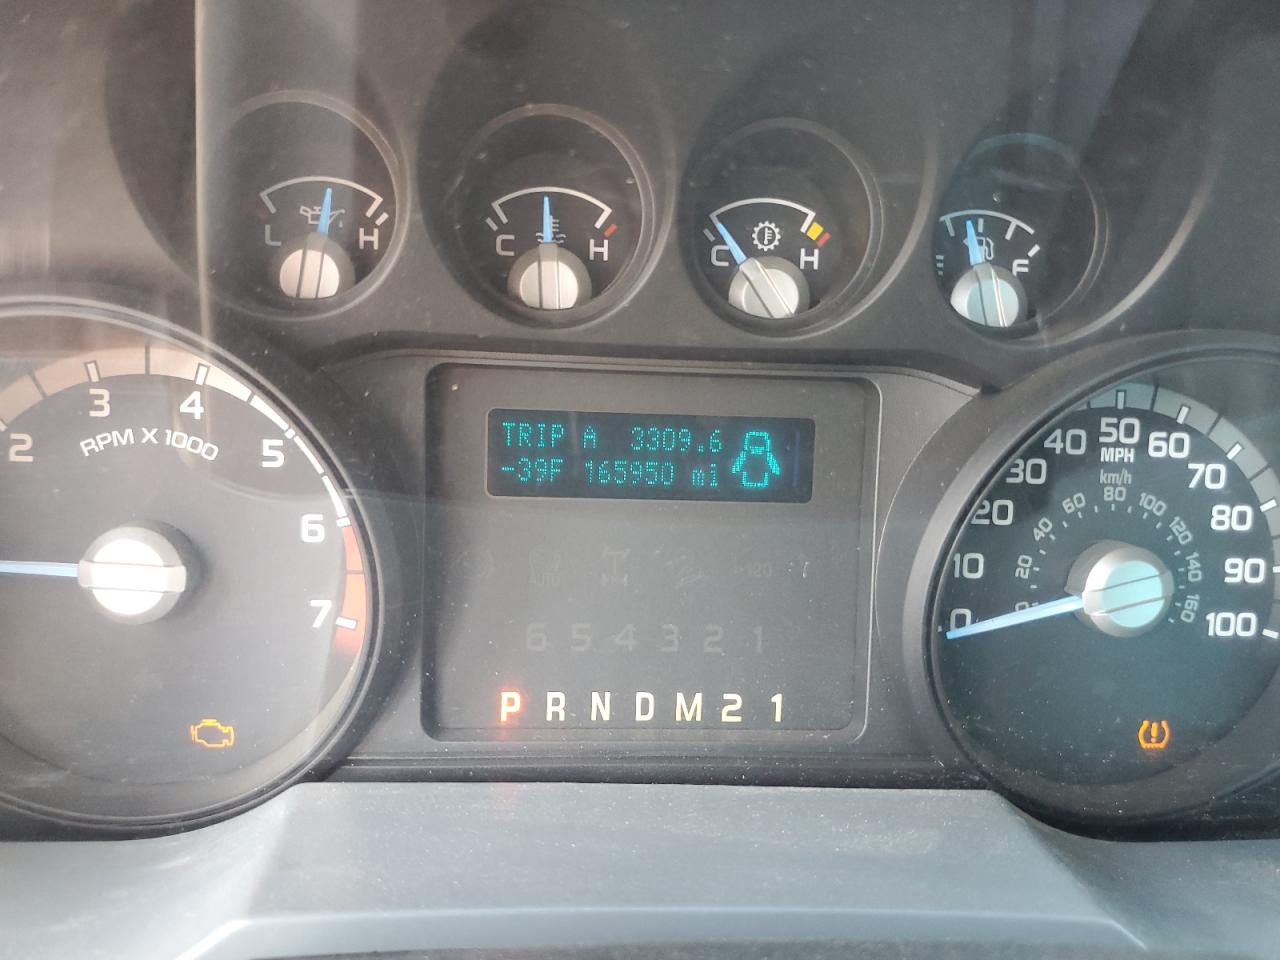 L H
C H
C H
E F
2 3 4 5 6 7
RPM X 1000
TRIP A 3309.6
-39F 165950 mi
AUTO
6 5 4 3 2 1
P R N D M 2 1
0 10 20 30 40 50 60 70 80 90 100
MPH
km/h
20 40 60 80 100 120 140 160